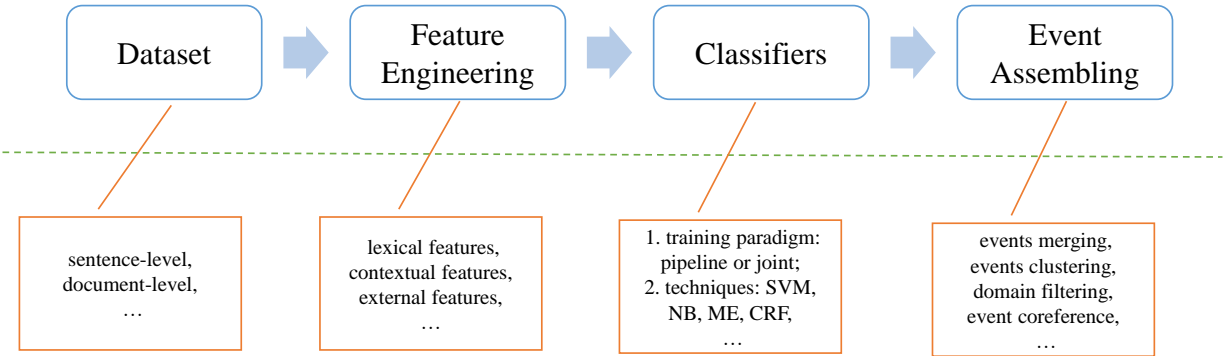 Dataset
Feature
Engineering
Classifiers
Event
Assembling
sentence-level,
document-level,
…
lexical features,
contextual features,
external features,
…
1. training paradigm:
pipeline or joint;
2. techniques: SVM,
NB, ME, CRF,
…
events merging,
events clustering,
domain filtering,
event coreference,
…